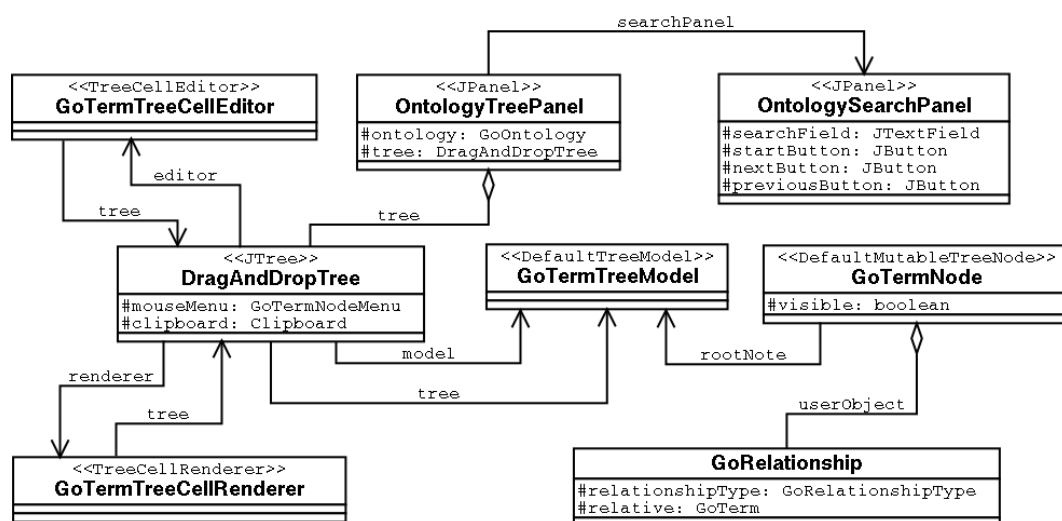 searchPanel
<<TreeCellEditor>>
GoTermTreeCellEditor
<<JPanel>>
OntologyTreePanel
#ontology: GoOntology
#tree: DragAndDropTree
<<JPanel>>
OntologySearchPanel
#searchField: JTextField
#startButton: JButton
#nextButton: JButton
#previousButton: JButton
editor
tree
tree
<<JTree>>
DragAndDropTree
#mouseMenu: GoTermNodeMenu
#clipboard: Clipboard
<<DefaultTreeModel>>
GoTermTreeModel
<<DefaultMutableTreeNode>>
GoTermNode
#visible: boolean
model
rootNote
renderer
tree
tree
userObject
<<TreeCellRenderer>>
GoTermTreeCellRenderer
GoRelationship
#relationshipType: GoRelationshipType
#relative: GoTerm